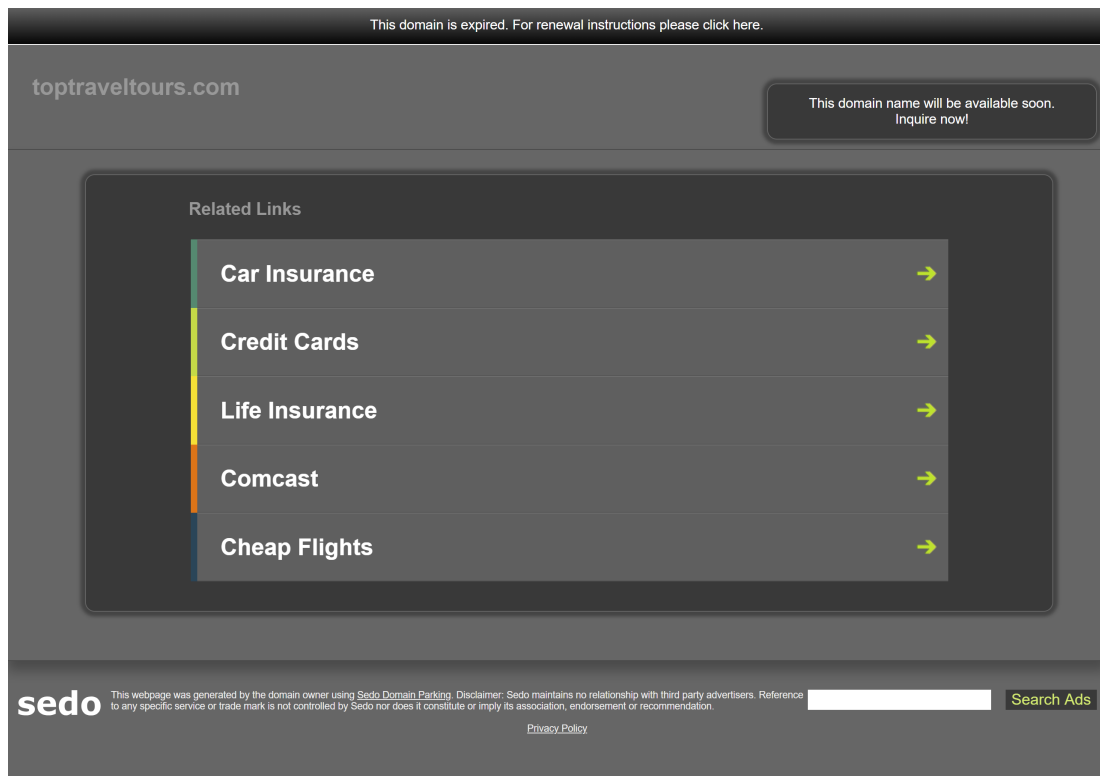 This domain is expired. For renewal instructions please click here.
toptraveltours.com
This domain name will be available soon.
Inquire now!
Related Links
Car Insurance
Credit Cards
Life Insurance
Comcast
Cheap Flights
sedo
This webpage was generated by the domain owner using Sedo Domain Parking. Disclaimer: Sedo maintains no relationship with third party advertisers. Reference
to any specific service or trade mark is not controlled by Sedo nor does it constitute or imply its association, endorsement or recommendation.
Search Ads
Privacy Policy